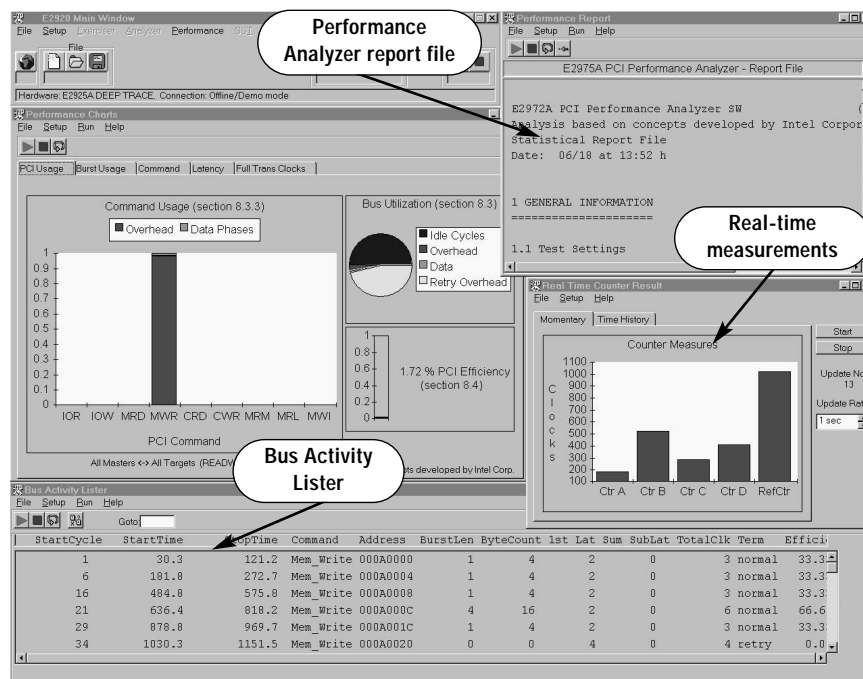 E2920 Main Window
File Setup Exerciser Analyzer Performance
File
Hardware: E2925A DEEP TRACE, Connection: Offline/Demo mode
Performance
Analyzer report file
Performance Report
File Setup Run Help
E2975A PCI Performance Analyzer - Report File
E2972A PCI Performance Analyzer SW (
Analysis based on concepts developed by Intel Corpor
Statistical Report File
Date: 06/18 at 13:52 h
1 GENERAL INFORMATION
=====================
1.1 Test Settings
Performance Charts
File Setup Run Help
PCI Usage Burst Usage Command Latency Full Trans Clocks
Command Usage (section 8.3.3)
Overhead Data Phases
1
0.9
0.8
0.7
0.6
0.5
0.4
0.3
0.2
0.1
0
IOR IOW MRD MWR CRD CWR MRM MRL MWI
PCI Command
All Masters <-> All Targets (READ/W
Bus Utilization (section 8.3)
Idle Cycles
Overhead
Data
Retry Overhead
1
0.8
0.6
0.4
0.2
0
1.72 % PCI Efficiency
(section 8.4)
pts developed by Intel Corp.
Real-time
measurements
Real Time Counter Result
File Setup Help
Momentary Time History
Counter Measures
Clocks
1100
1000
900
800
700
600
500
400
300
200
100
Ctr A Ctr B Ctr C Ctr D RefCtr
Start
Stop
Update No
13
Update Rat
1 sec
Bus Activity
Lister
Bus Activity Lister
File Setup Run Help
Goto:
StartCycle StartTime StopTime Command Address BurstLen ByteCount 1st Lat Sum SubLat TotalClk Term Efficie
1 30.3 121.2 Mem_Write 000A0000 1 4 2 0 3 normal 33.3
6 181.8 272.7 Mem_Write 000A0004 1 4 2 0 3 normal 33.3
16 484.8 575.8 Mem_Write 000A0008 1 4 2 0 3 normal 33.3
21 636.4 818.2 Mem_Write 000A000C 4 16 2 0 6 normal 66.6
29 878.8 969.7 Mem_Write 000A001C 1 4 2 0 3 normal 33.3
34 1030.3 1151.5 Mem_Write 000A0020 0 0 4 0 4 retry 0.0